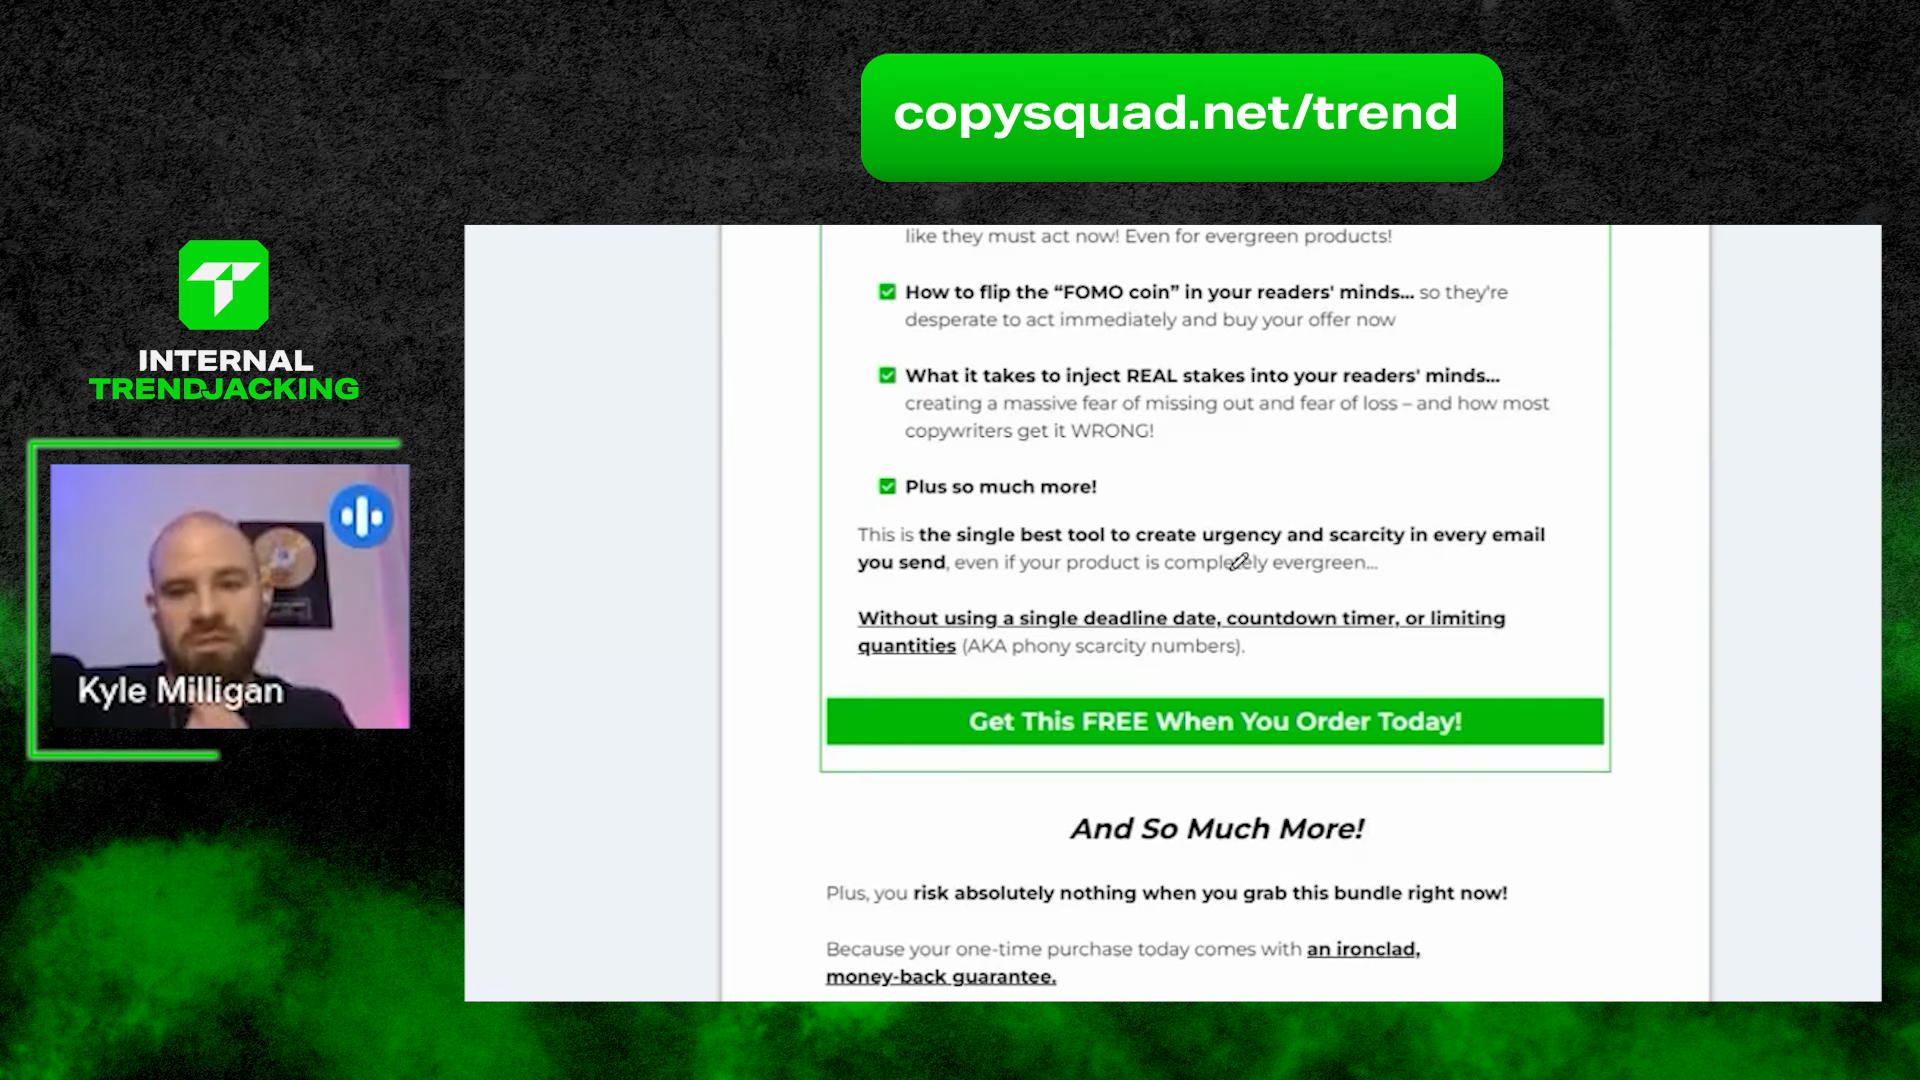 copysquad.net/trend
INTERNAL
TRENDJACKING
Kyle Milligan
like they must act now! Even for evergreen products!
How to flip the “FOMO coin” in your readers' minds... so they're
desperate to act immediately and buy your offer now
What it takes to inject REAL stakes into your readers' minds...
creating a massive fear of missing out and fear of loss – and how most
copywriters get it WRONG!
Plus so much more!
This is the single best tool to create urgency and scarcity in every email
you send, even if your product is completely evergreen...
Without using a single deadline date, countdown timer, or limiting
quantities (AKA phony scarcity numbers).
Get This FREE When You Order Today!
And So Much More!
Plus, you risk absolutely nothing when you grab this bundle right now!
Because your one-time purchase today comes with an ironclad,
money-back guarantee.